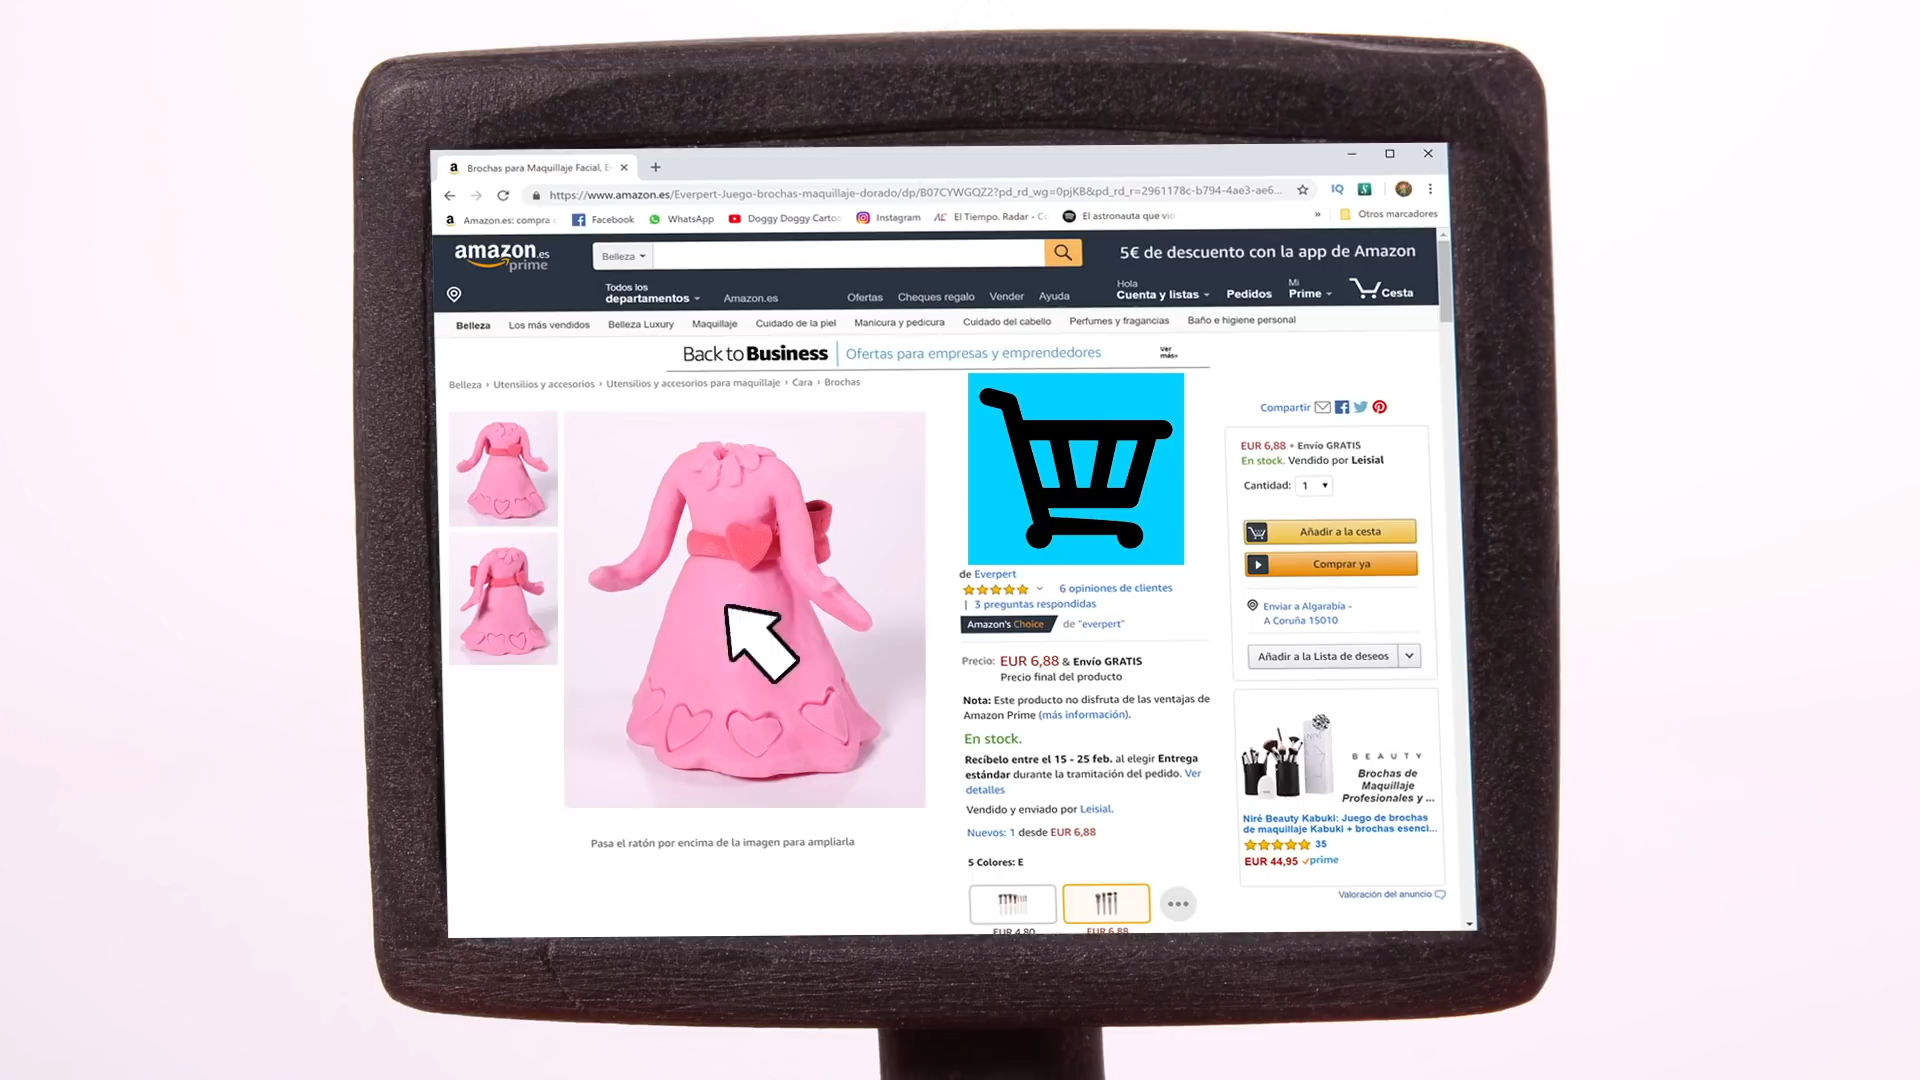 Brochas para Maquillaje Facial, E
https://www.amazon.es/Everpert-Juego-brochas-maquillaje-dorado/dp/B07CYWGQZ2?pd_rd_wg=0pjKB&pd_rd_r=2961178c-b794-4ae3-ae6...
IQ
S
Amazon.es: compra
Facebook
WhatsApp
Doggy Doggy Carto
Instagram
El Tiempo. Radar - C
El astronauta que vio
»
Otros marcadores
amazon.es
prime
Belleza
5€ de descuento con la app de Amazon
Todos los
departamentos
Amazon.es
Ofertas
Cheques regalo
Vender
Ayuda
Hola
Cuenta y listas
Pedidos
Mi
Prime
Cesta
Belleza
Los más vendidos
Belleza Luxury
Maquillaje
Cuidado de la piel
Manicura y pedicura
Cuidado del cabello
Perfumes y fragancias
Baño e higiene personal
Back to Business
Ofertas para empresas y emprendedores
Ver
más»
Belleza › Utensilios y accesorios › Utensilios y accesorios para maquillaje › Cara › Brochas
Pasa el ratón por encima de la imagen para ampliarla
de Everpert
6 opiniones de clientes
| 3 preguntas respondidas
Amazon's Choice
de "everpert"
Precio: EUR 6,88 & Envío GRATIS
Precio final del producto
Nota: Este producto no disfruta de las ventajas de
Amazon Prime (más información).
En stock.
Recíbelo entre el 15 - 25 feb. al elegir Entrega
estándar durante la tramitación del pedido. Ver
detalles
Vendido y enviado por Leisial.
Nuevos: 1 desde EUR 6,88
5 Colores: E
EUR 4,80
EUR 6,88
Compartir
EUR 6,88 + Envío GRATIS
En stock. Vendido por Leisial
Cantidad: 1
Añadir a la cesta
Comprar ya
Enviar a Algarabía -
A Coruña 15010
Añadir a la Lista de deseos
BEAUTY
Brochas de
Maquillaje
Profesionales y ...
Niré Beauty Kabuki: Juego de brochas
de maquillaje Kabuki + brochas esenci...
35
EUR 44,95 prime
Valoración del anuncio